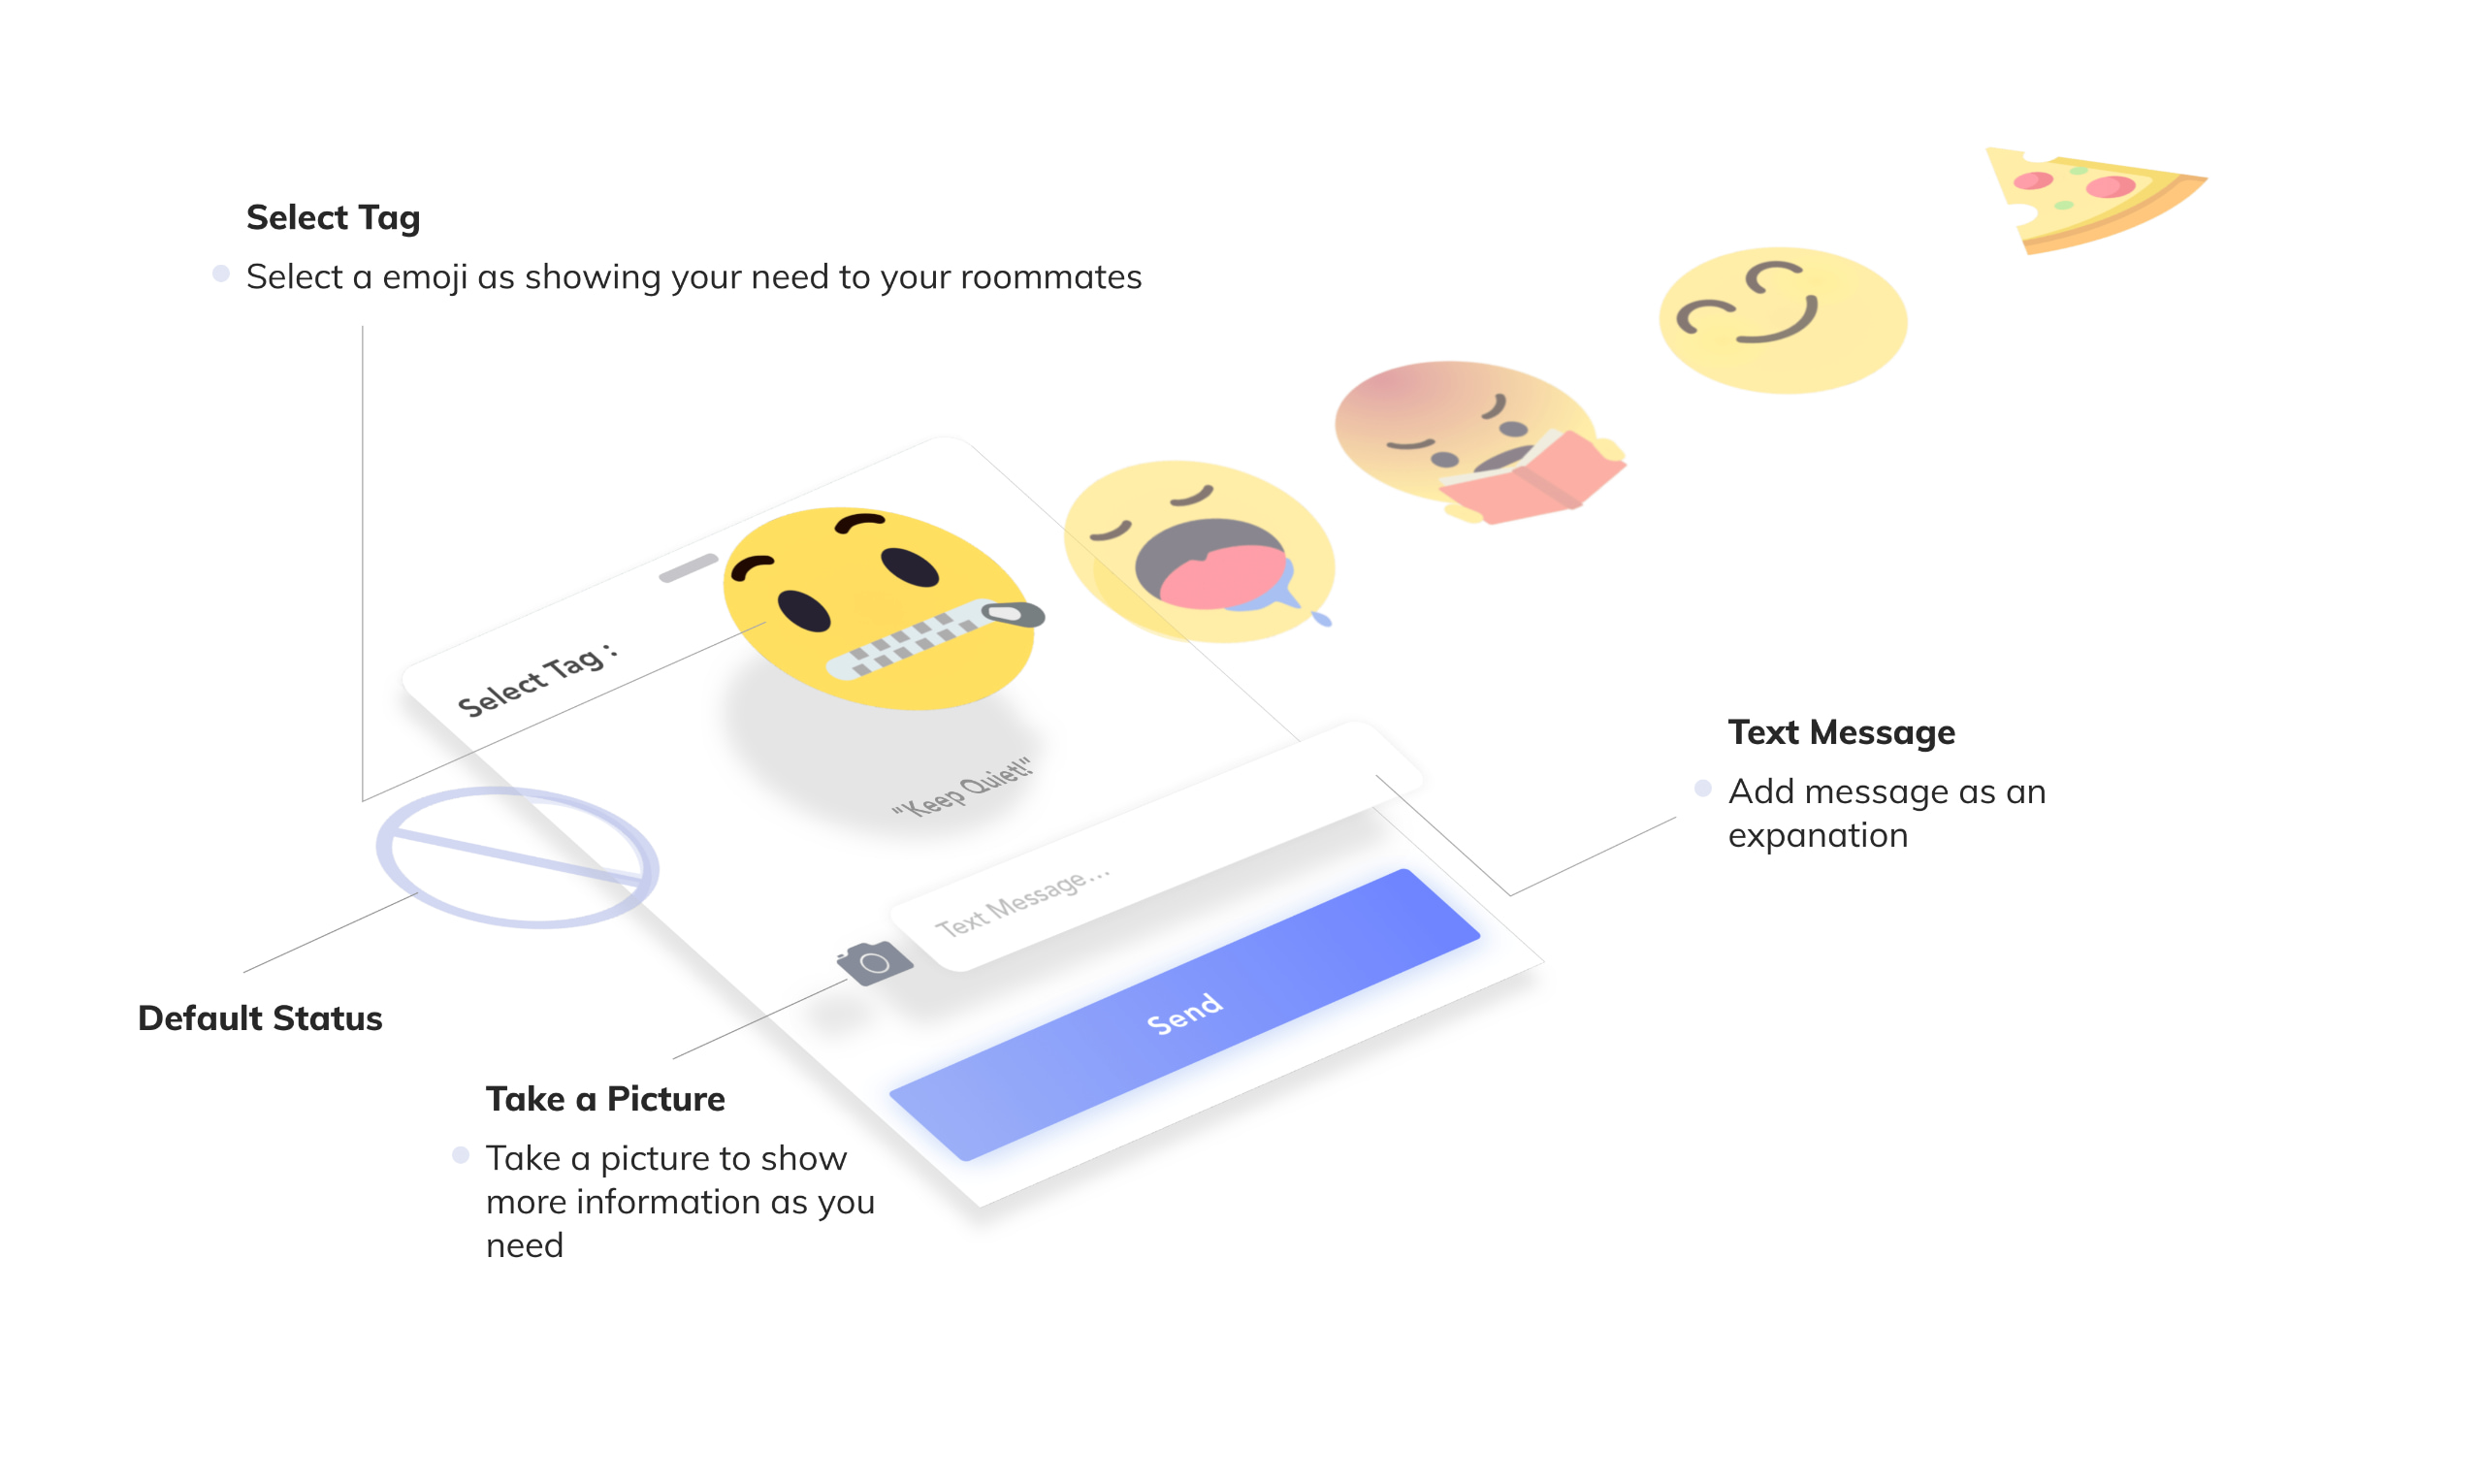 Select Tag
Select a emoji as showing your need to your roommates
Select Tag :
"Keep Quiet!"
Text Message
Add message as an
expanation
Text Message...
Send
Default Status
Take a Picture
Take a picture to show
more information as you
need